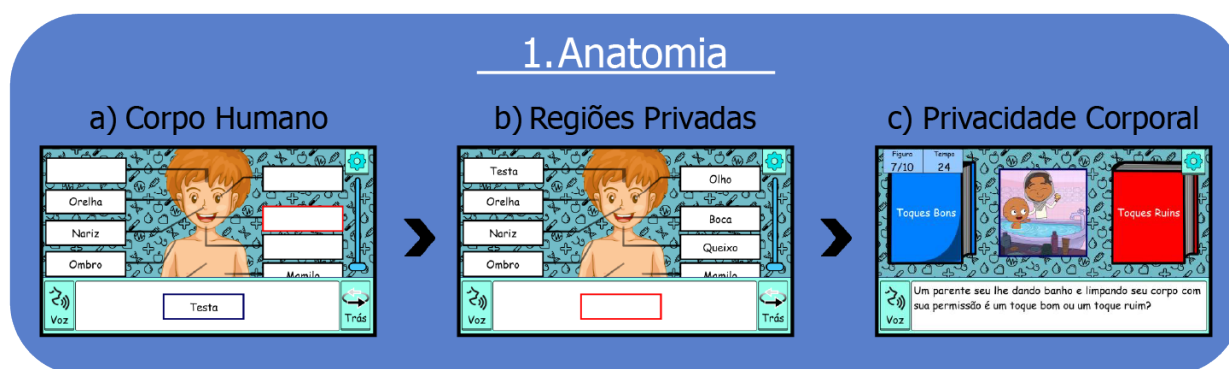 1.Anatomia
a) Corpo Humano
Orelha
Nariz
Ombro
Mamilo
Testa
Voz
Trás
b) Regiões Privadas
Testa
Orelha
Nariz
Ombro
Olho
Boca
Queixo
Mamilo
Voz
Trás
c) Privacidade Corporal
Figura Tempo
7/10 24
Toques Bons
Toques Ruins
Voz
Um parente seu lhe dando banho e limpando seu corpo com
sua permissão é um toque bom ou um toque ruim?